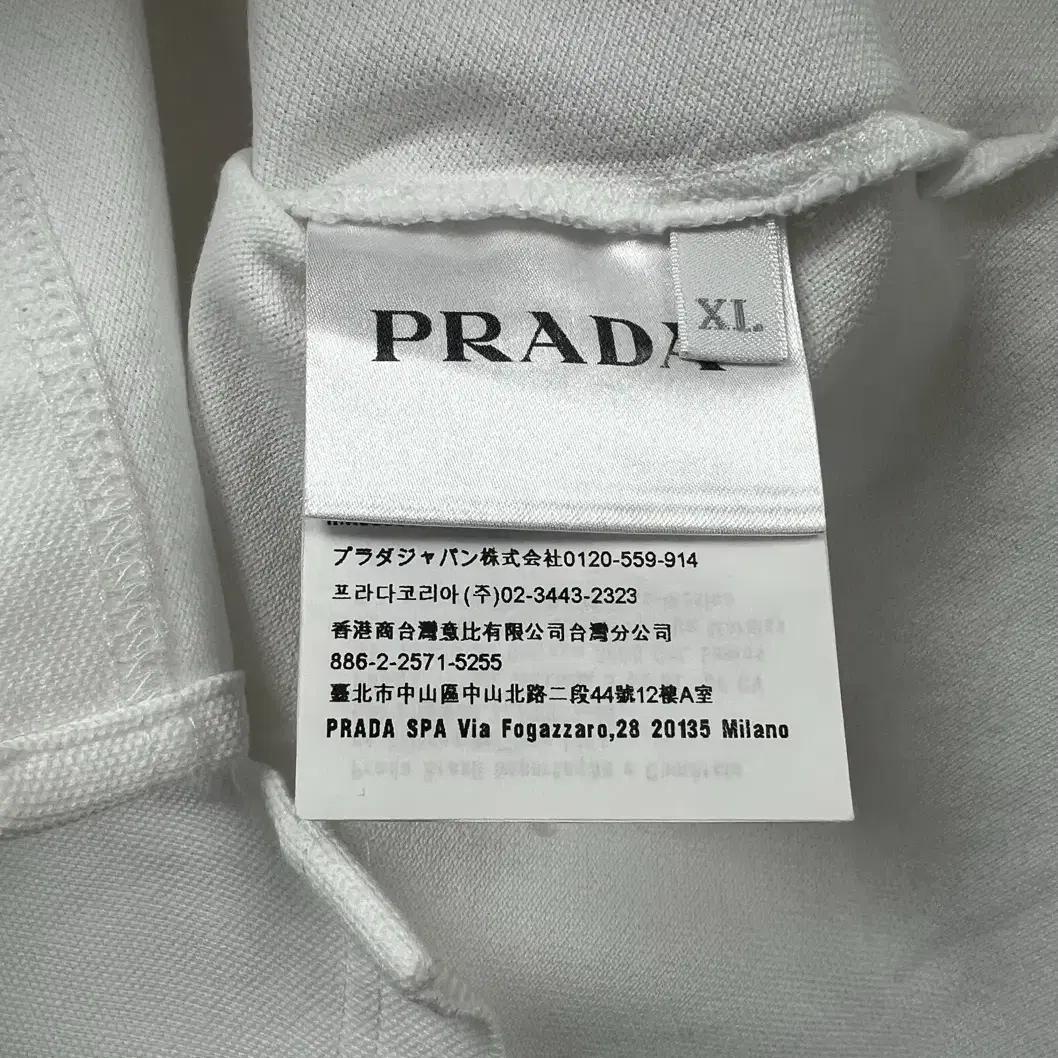 PRADA
XL
プラダジャパン株式会社0120-559-914
프라다코리아(주)02-3443-2323
香港商台灣意比有限公司台灣分公司
886-2-2571-5255
臺北市中山區中山北路二段44號12樓A室
PRADA SPA Via Fogazzaro,28 20135 Milano